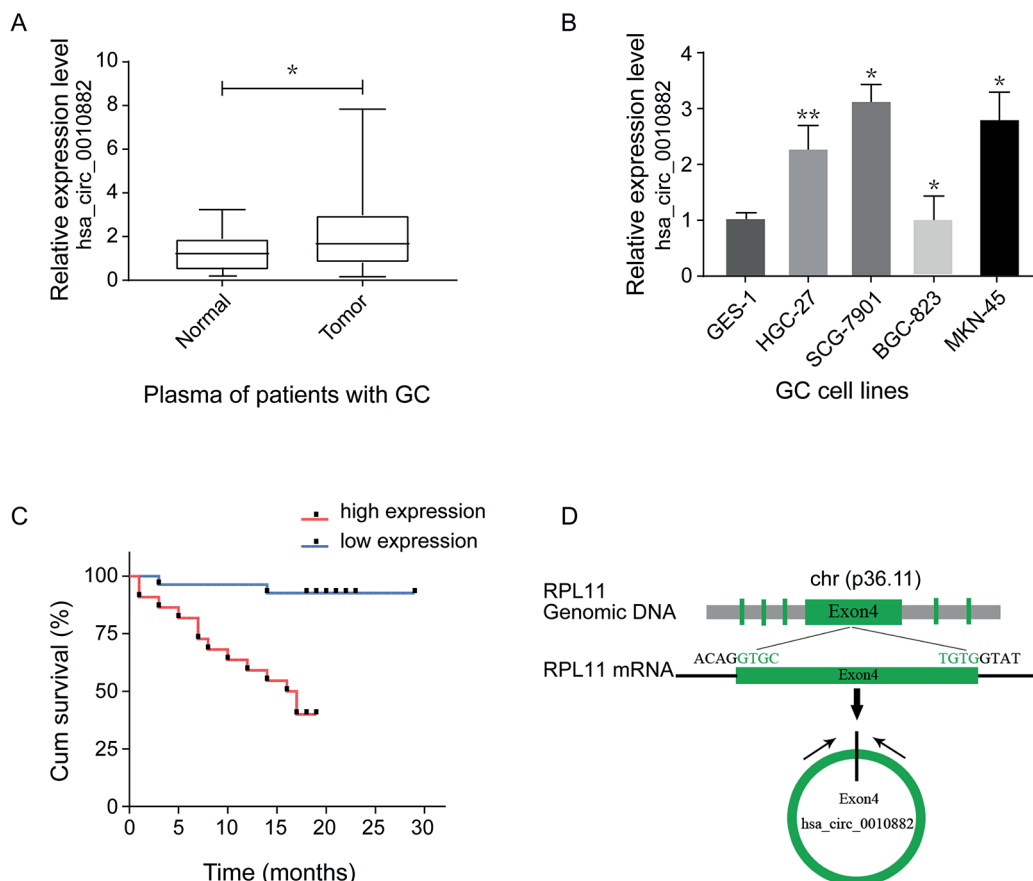 A
Relative expression level
hsa_circ_0010882
10
8
6
4
2
0
*
Normal
Tomor
Plasma of patients with GC
B
Relative expression level
hsa_circ_0010882
4
3
2
1
0
**
*
*
*
GES-1
HGC-27
SCG-7901
BGC-823
MKN-45
GC cell lines
C
high expression
low expression
Cum survival (%)
100
75
50
25
0
0 5 10 15 20 25 30
Time (months)
D
chr (p36.11)
RPL11
Genomic DNA
Exon4
ACAGGTGC TGTGGTAT
RPL11 mRNA
Exon4
Exon4
hsa_circ_0010882